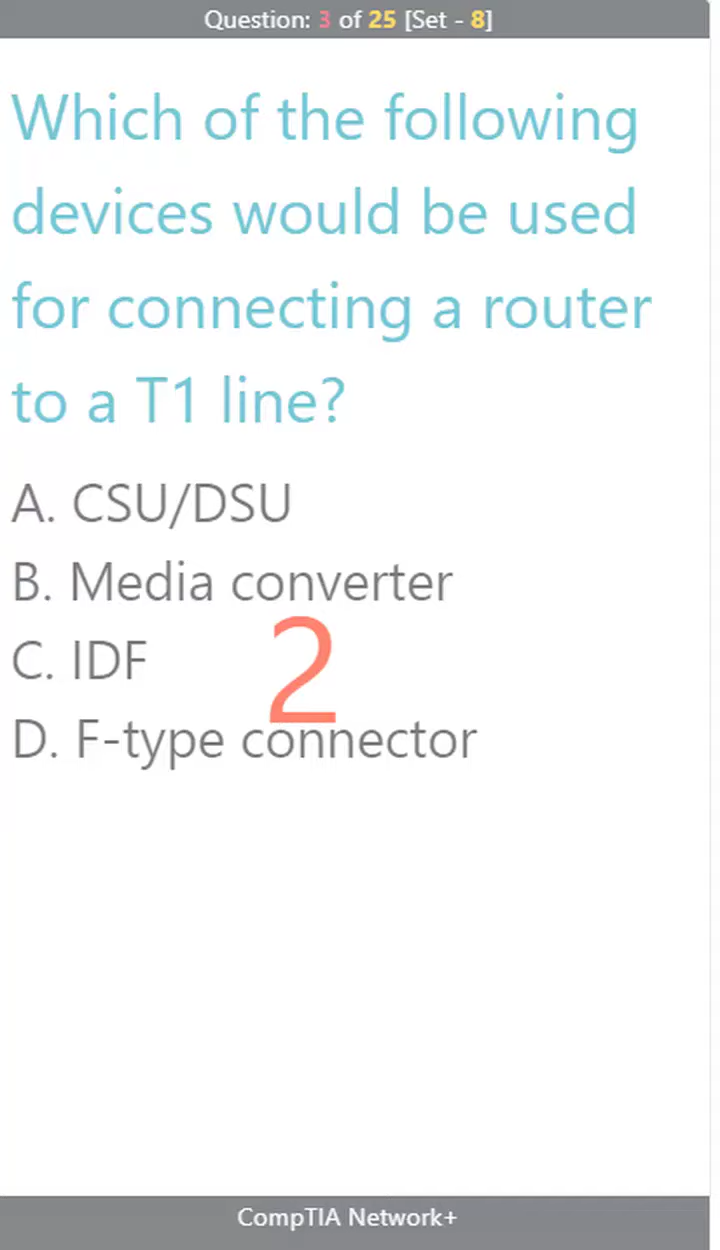 Question: 3 of 25 [Set - 8]
Which of the following
devices would be used
for connecting a router
to a T1 line?
A. CSU/DSU
B. Media converter
C. IDF
2
D. F-type connector
CompTIA Network+